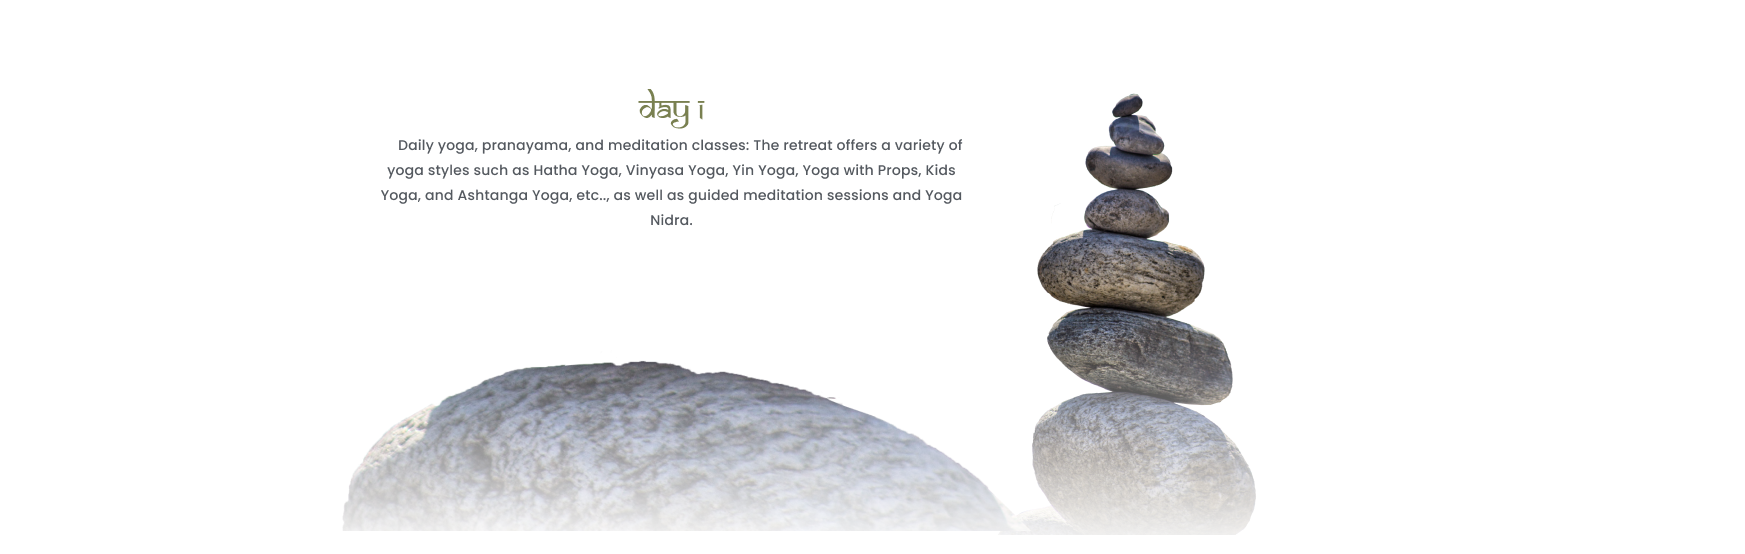 day 1
Daily yoga, pranayama, and meditation classes: The retreat offers a variety of
yoga styles such as Hatha Yoga, Vinyasa Yoga, Yin Yoga, Yoga with Props, Kids
Yoga, and Ashtanga Yoga, etc.., as well as guided meditation sessions and Yoga
Nidra.